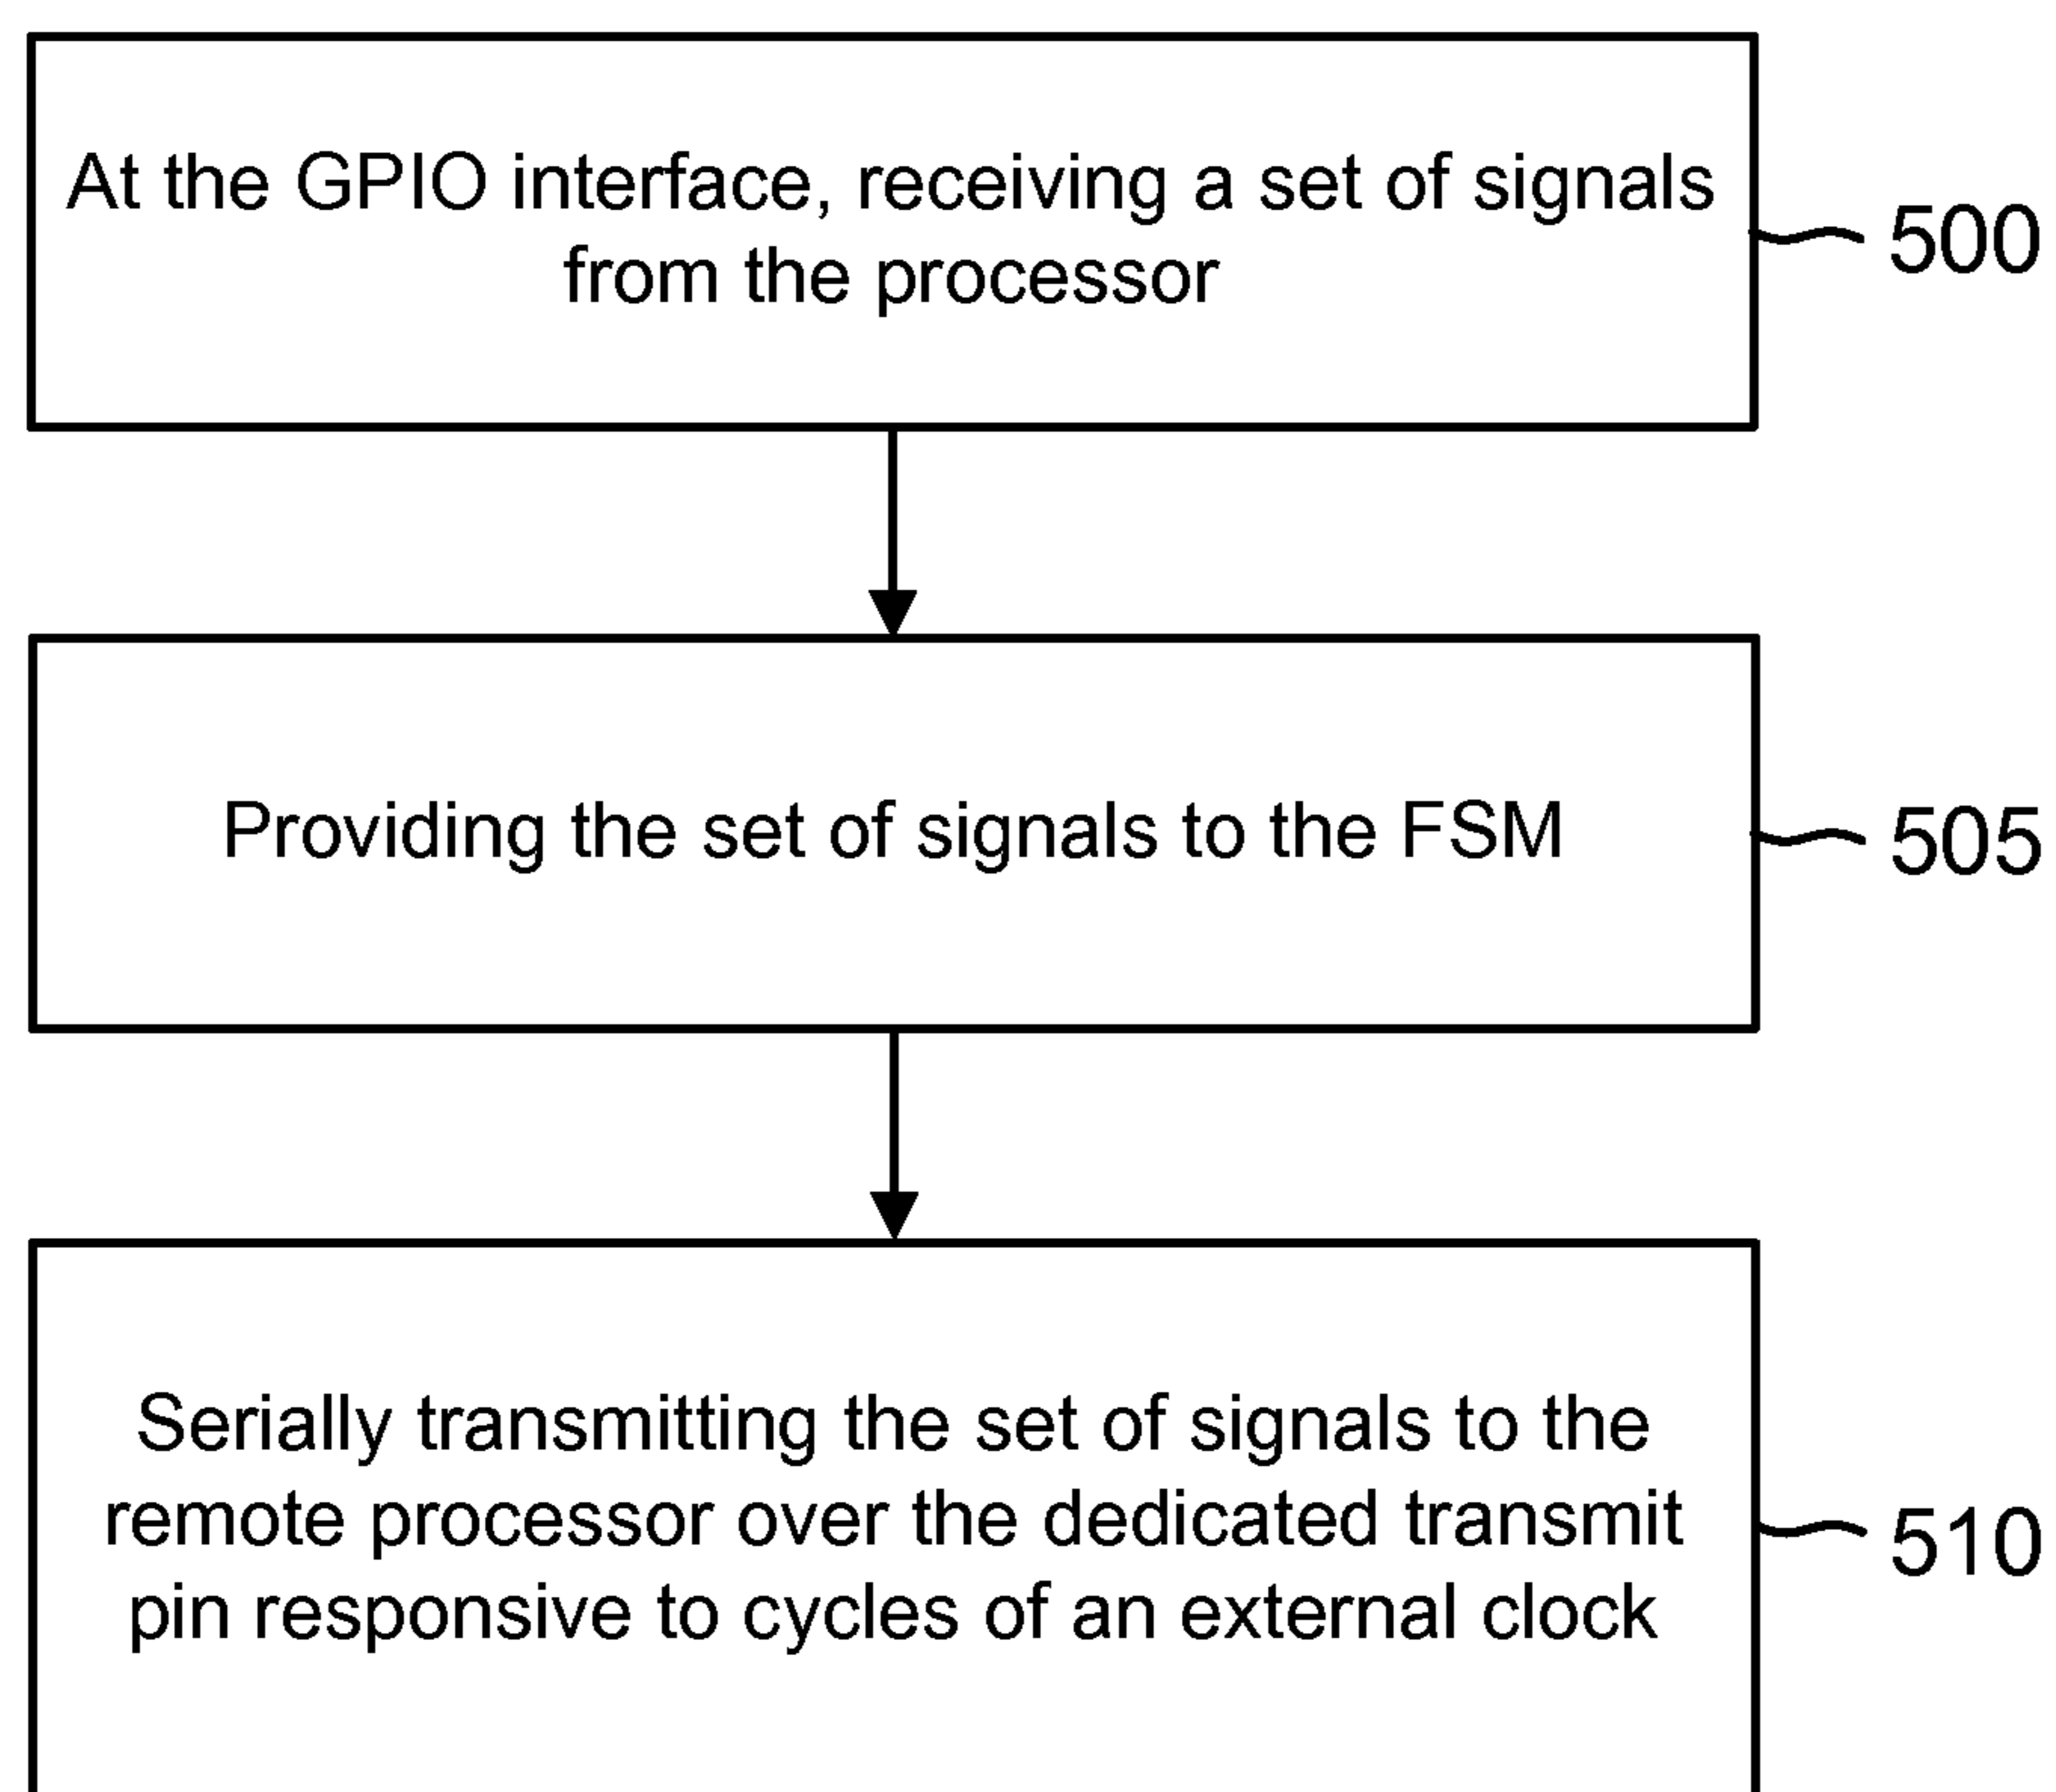 At the GPIO interface, receiving a set of signals
from the processor
500
Providing the set of signals to the FSM
505
Serially transmitting the set of signals to the
remote processor over the dedicated transmit
pin responsive to cycles of an external clock
510